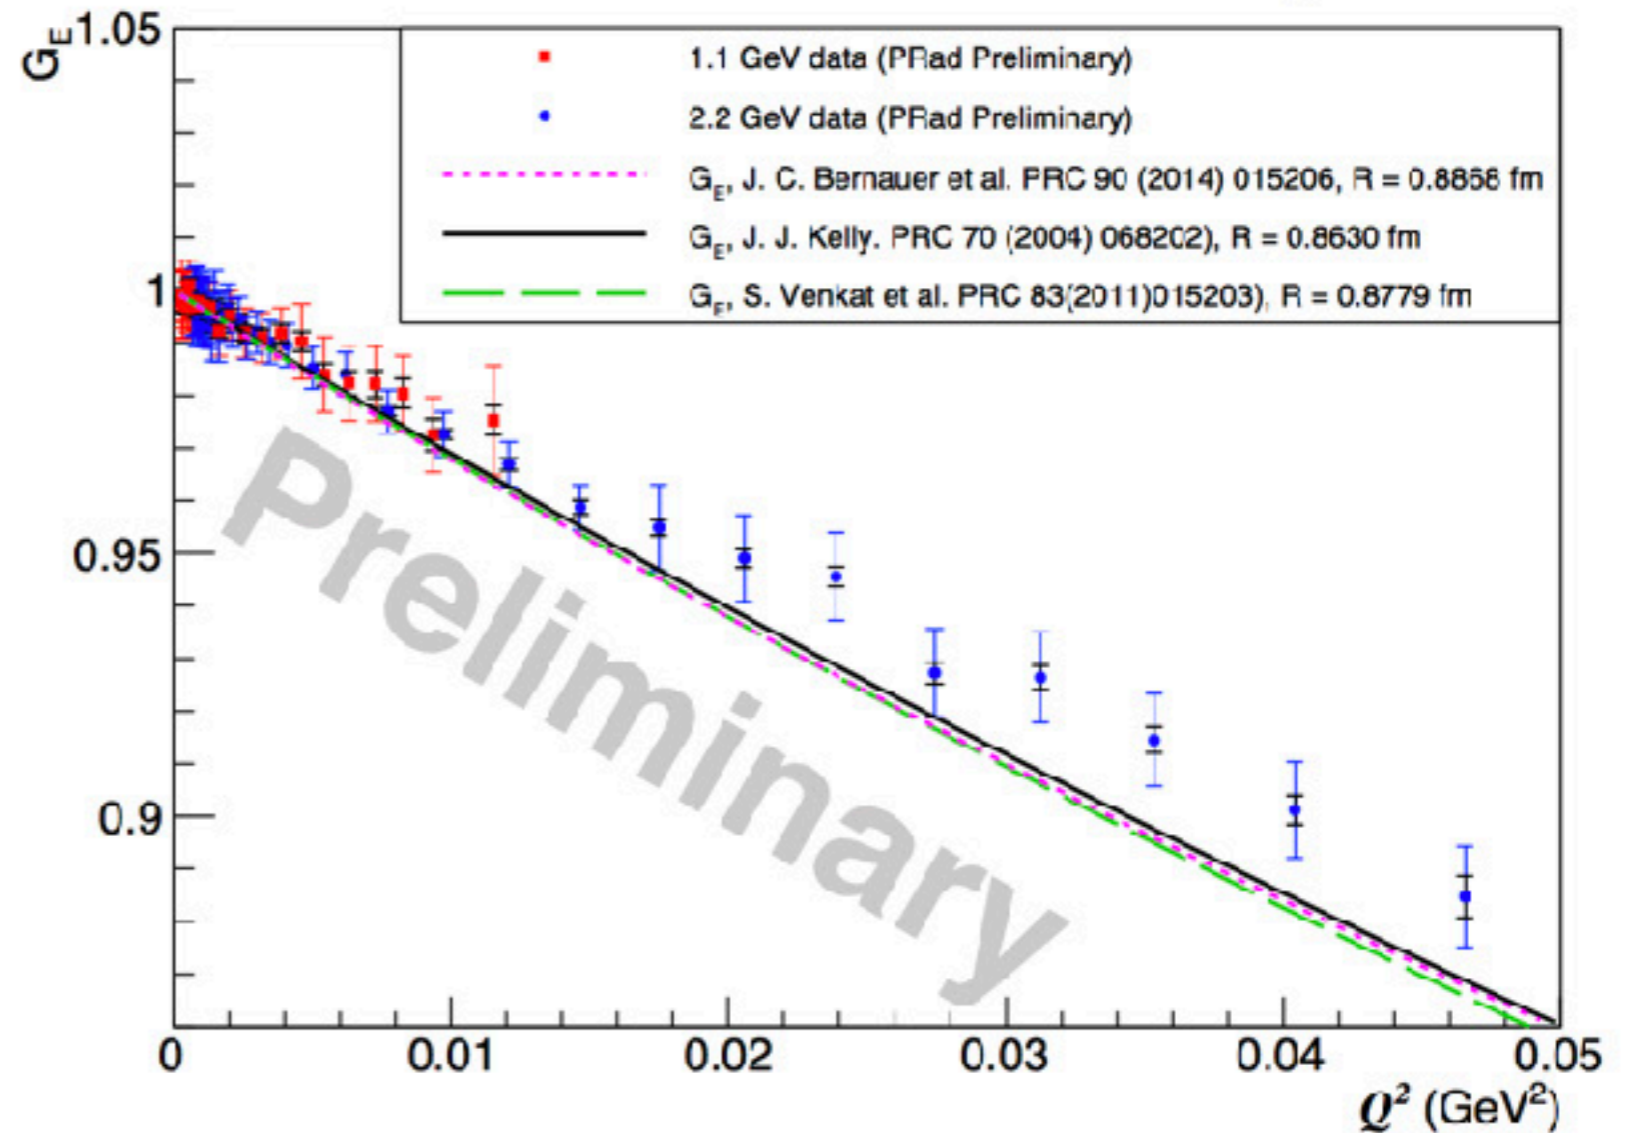 G_E 1.05
1.1 GeV data (PRad Preliminary)
2.2 GeV data (PRad Preliminary)
G_E, J. C. Bernauer et al. PRC 90 (2014) 015206, R = 0.8868 fm
G_E, J. J. Kelly. PRC 70 (2004) 068202), R = 0.8630 fm
G_E, S. Venkat et al. PRC 83(2011)015203), R = 0.8779 fm
1
0.95
Preliminary
0.9
0 0.01 0.02 0.03 0.04 0.05
Q² (GeV²)